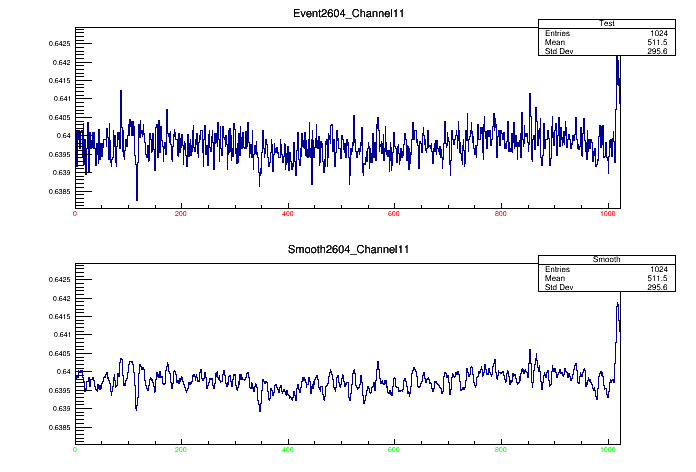 Event2604_Channel11
Test
Entries 1024
Mean 511.5
Std Dev 295.6
0.6425
0.642
0.6415
0.641
0.6405
0.64
0.6395
0.639
0.6385
0 200 400 600 800 1000
Smooth2604_Channel11
Smooth
Entries 1024
Mean 511.5
Std Dev 295.6
0.6425
0.642
0.6415
0.641
0.6405
0.64
0.6395
0.639
0.6385
0 200 400 600 800 1000